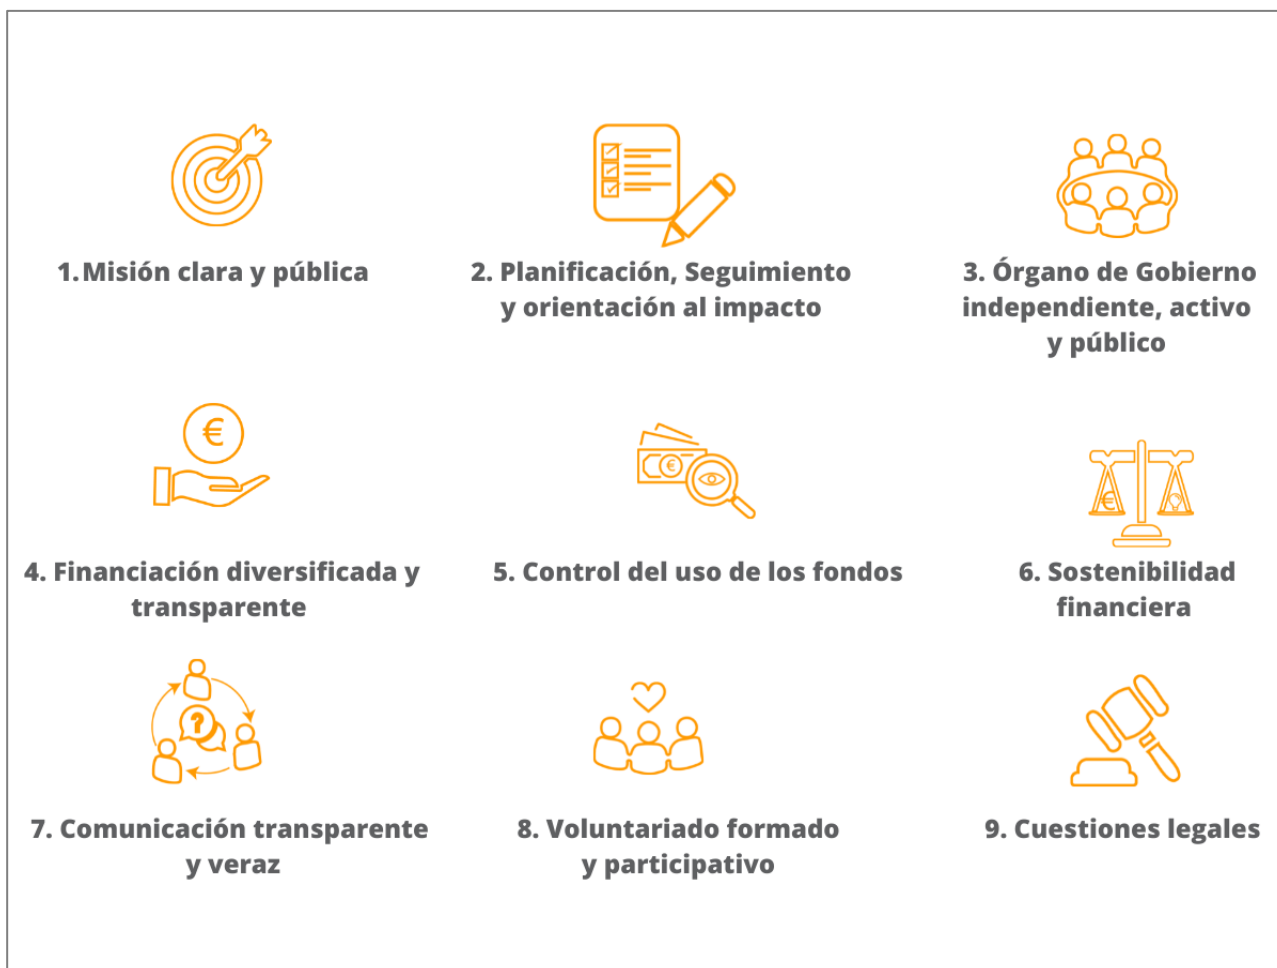 1. Misión clara y pública
2. Planificación, Seguimiento
y orientación al impacto
3. Órgano de Gobierno
independiente, activo
y público
€
4. Financiación diversificada y
transparente
€
5. Control del uso de los fondos
€
6. Sostenibilidad
financiera
?
7. Comunicación transparente
y veraz
8. Voluntariado formado
y participativo
9. Cuestiones legales